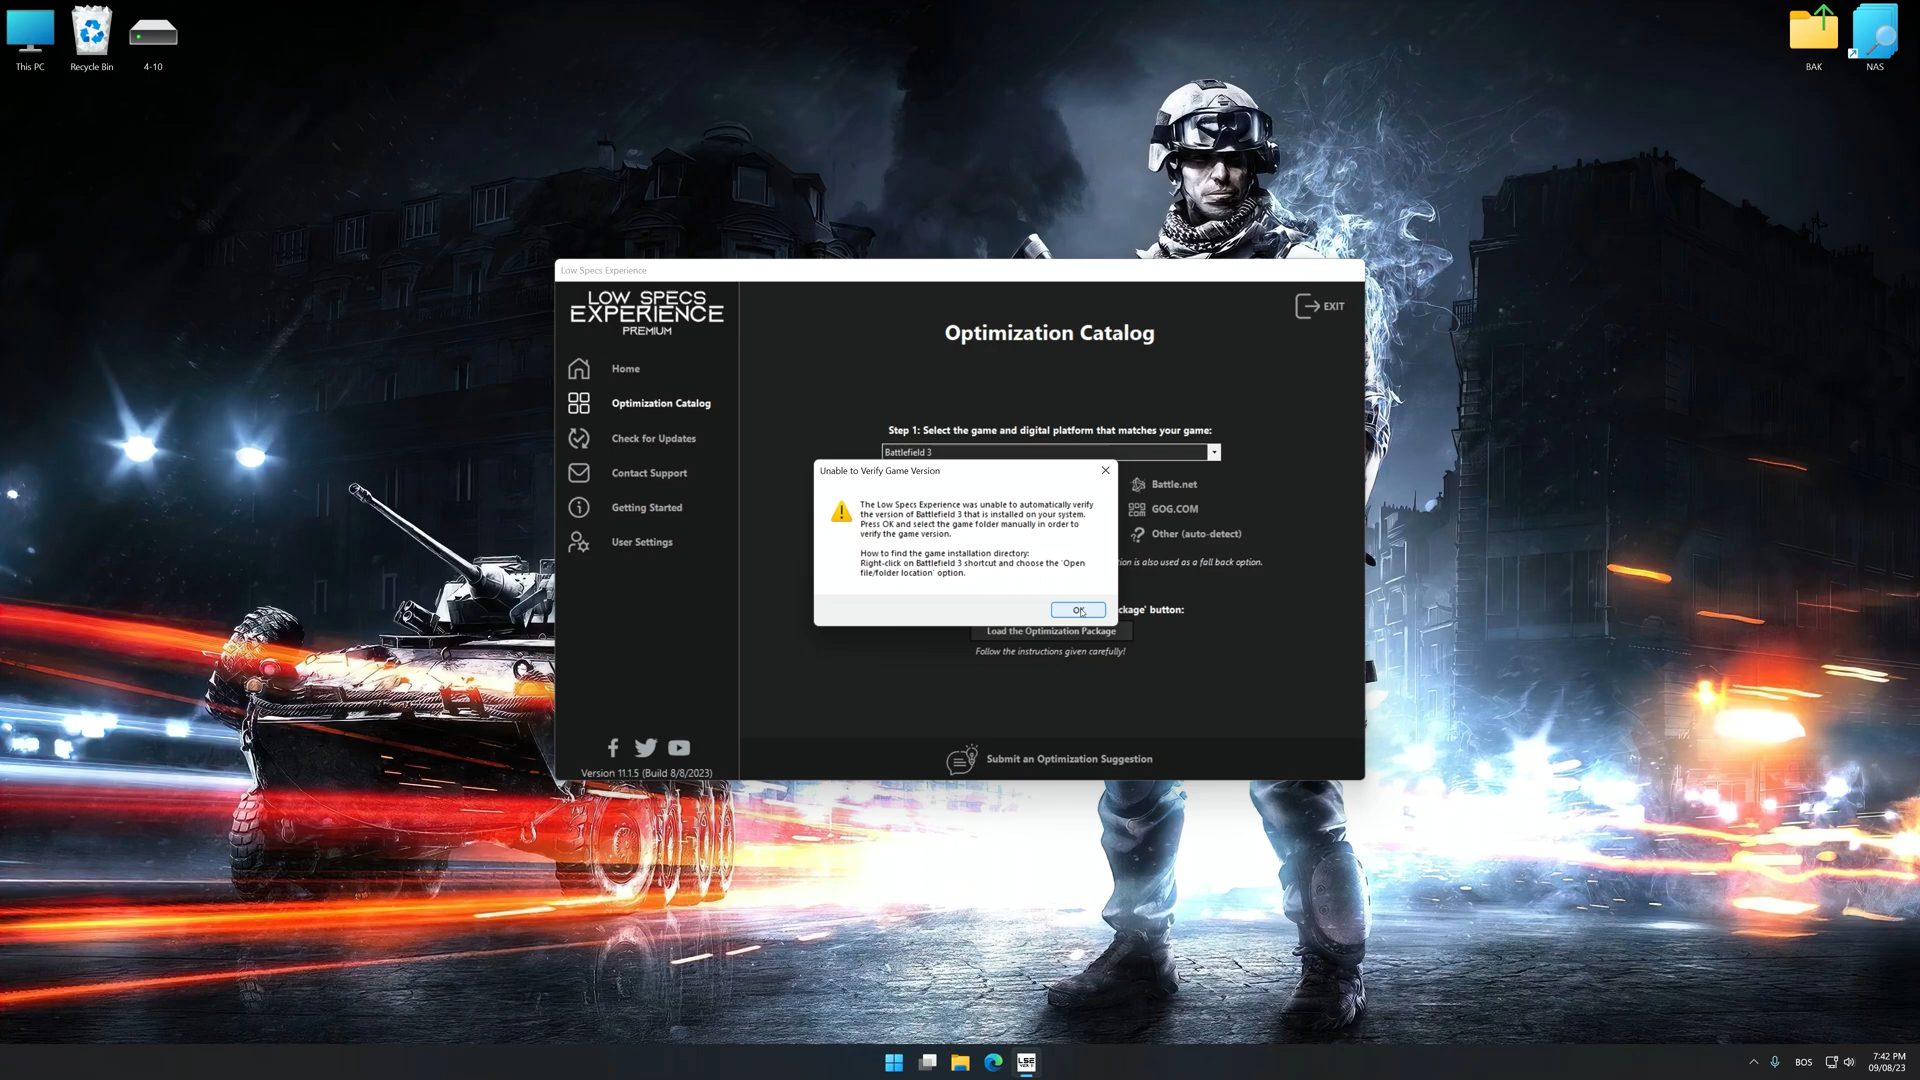 This PC
Recycle Bin
4-10
BAK
NAS
Low Specs Experience
LOW SPECS
EXPERIENCE
PREMIUM
EXIT
Optimization Catalog
Home
Optimization Catalog
Check for Updates
Contact Support
Getting Started
User Settings
Step 1: Select the game and digital platform that matches your game:
Battlefield 3
Battle.net
GOG.COM
Other (auto-detect)
ion is also used as a fall back option.
Unable to Verify Game Version
The Low Specs Experience was unable to automatically verify
the version of Battlefield 3 that is installed on your system.
Press OK and select the game folder manually in order to
verify the game version.
How to find the game installation directory:
Right-click on Battlefield 3 shortcut and choose the 'Open
file/folder location' option.
OK
ckage' button:
Load the Optimization Package
Follow the instructions given carefully!
Submit an Optimization Suggestion
Version 11.1.5 (Build 8/8/2023)
LSE
BOS
7:42 PM
09/08/23